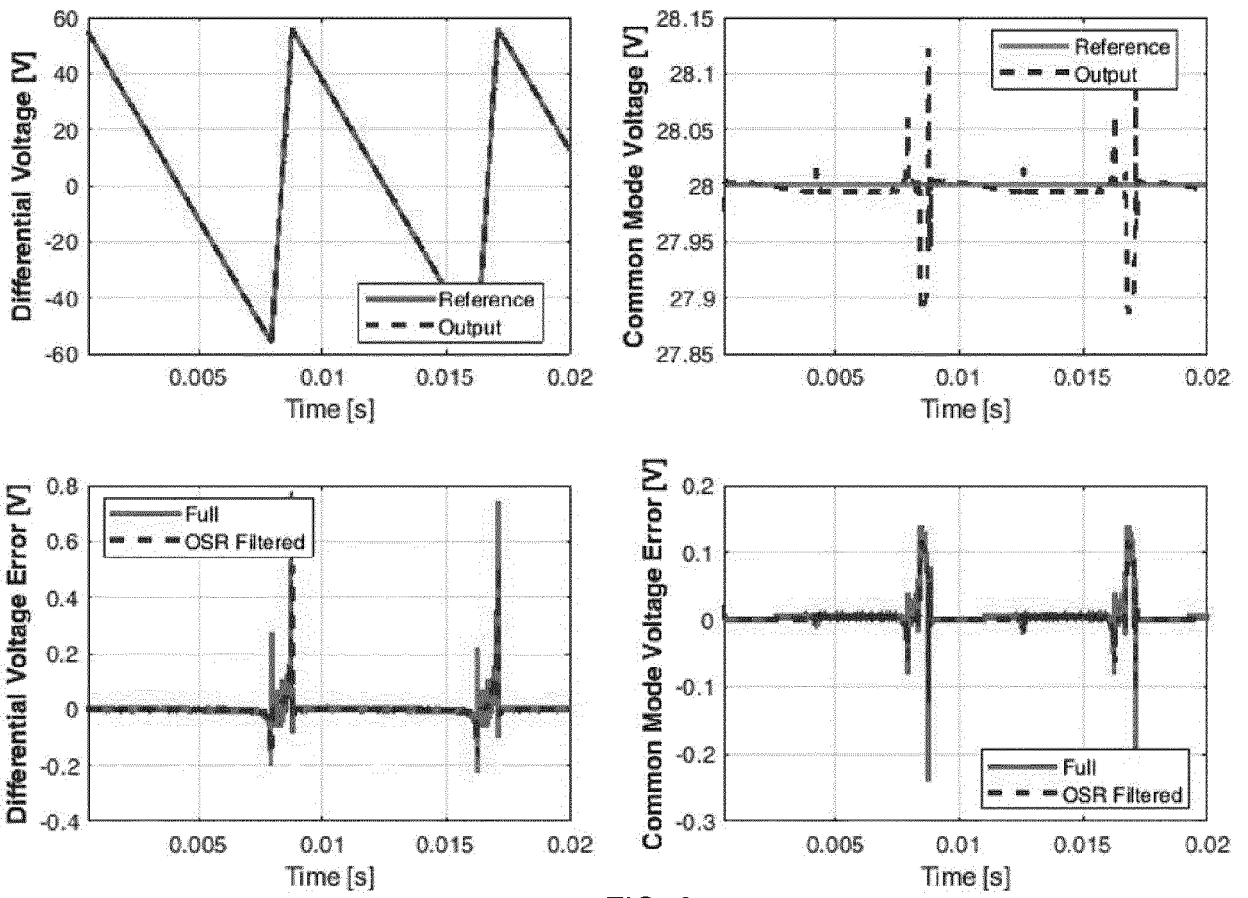 Differential Voltage [V]
60
40
20
0
-20
-40
-60
Reference
Output
0.005
0.01
0.015
0.02
Time [s]
Common Mode Voltage [V]
28.15
28.1
28.05
28
27.95
27.9
27.85
Reference
Output
0.005
0.01
0.015
0.02
Time [s]
Differential Voltage Error [V]
0.8
0.6
0.4
0.2
0
-0.2
-0.4
Full
OSR Filtered
0.005
0.01
0.015
0.02
Time [s]
Common Mode Voltage Error [V]
0.2
0.1
0
-0.1
-0.2
-0.3
Full
OSR Filtered
0.005
0.01
0.015
0.02
Time [s]